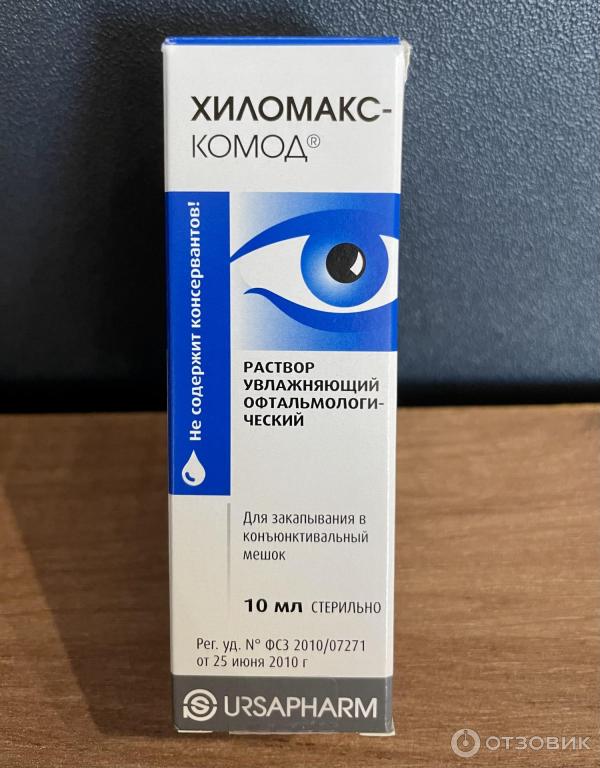 ХИЛОМАКС-
КОМОД®
Не содержит консервантов!
РАСТВОР
УВЛАЖНЯЮЩИЙ
ОФТАЛЬМОЛОГИ-
ЧЕСКИЙ
Для закапывания в
конъюнктивальный
мешок
10 мл СТЕРИЛЬНО
Рег. уд. N° ФСЗ 2010/07271
от 25 июня 2010 г
URSAPHARM
ОТЗОВИК